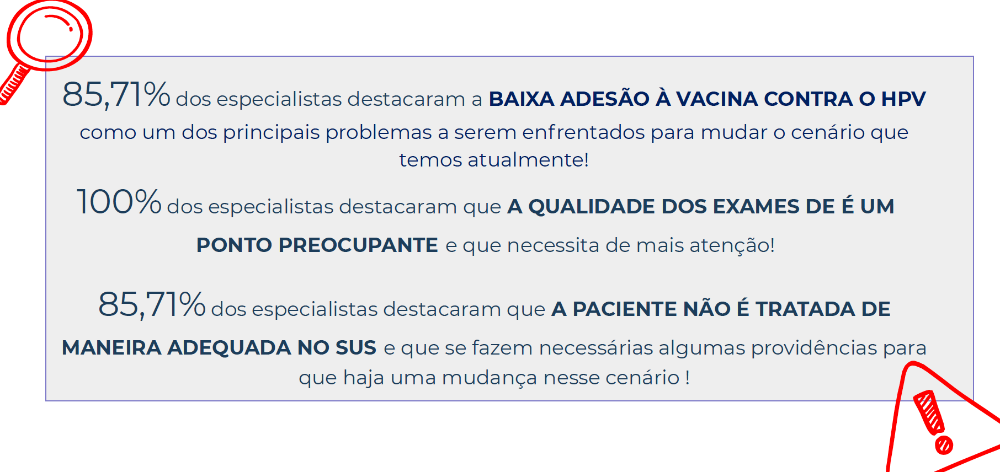 85,71% dos especialistas destacaram a BAIXA ADESÃO À VACINA CONTRA O HPV
como um dos principais problemas a serem enfrentados para mudar o cenário que
temos atualmente!
100% dos especialistas destacaram que A QUALIDADE DOS EXAMES DE É UM
PONTO PREOCUPANTE e que necessita de mais atenção!
85,71% dos especialistas destacaram que A PACIENTE NÃO É TRATADA DE
MANEIRA ADEQUADA NO SUS e que se fazem necessárias algumas providências para
que haja uma mudança nesse cenário !